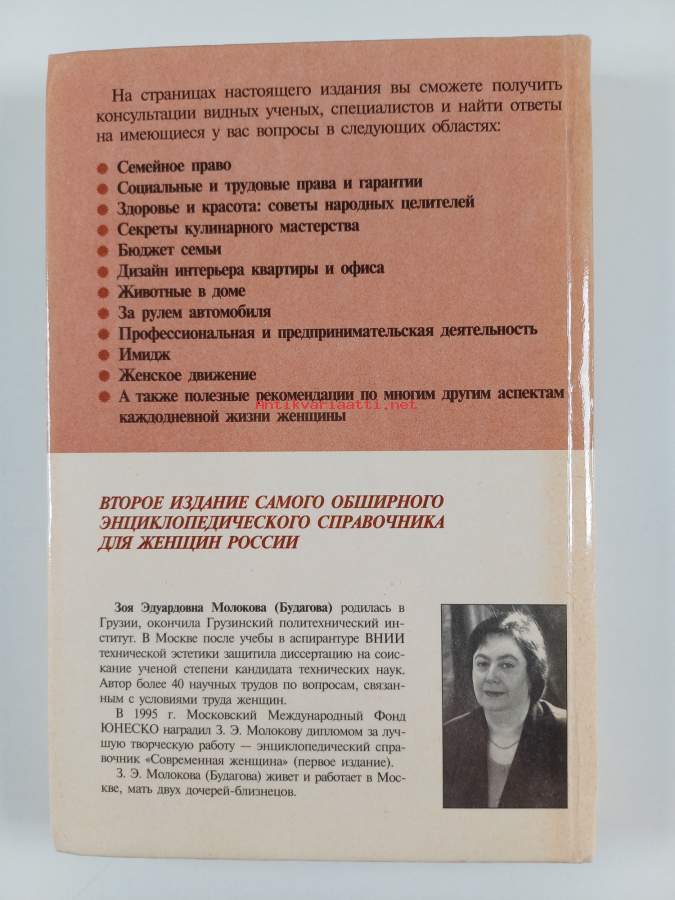 На страницах настоящего издания вы сможете получить
консультации видных ученых, специалистов и найти ответы
на имеющиеся у вас вопросы в следующих областях:
Семейное право
Социальные и трудовые права и гарантии
Здоровье и красота: советы народных целителей
Секреты кулинарного мастерства
Бюджет семьи
Дизайн интерьера квартиры и офиса
Животные в доме
За рулем автомобиля
Профессиональная и предпринимательская деятельность
Имидж
Женское движение
А также полезные рекомендации по многим другим аспектам
Antikvariaatti.net
каждодневной жизни женщины
ВТОРОЕ ИЗДАНИЕ САМОГО ОБШИРНОГО
ЭНЦИКЛОПЕДИЧЕСКОГО СПРАВОЧНИКА
ДЛЯ ЖЕНЩИН РОССИИ
Зоя Эдуардовна Молокова (Будагова) родилась в
Грузии, окончила Грузинский политехнический ин-
ститут. В Москве после учебы в аспирантуре ВНИИ
технической эстетики защитила диссертацию на соис-
кание ученой степени кандидата технических наук.
Автор более 40 научных трудов по вопросам, связан-
ным с условиями труда женщин.
В 1995 г. Московский Международный Фонд
ЮНЕСКО наградил З. Э. Молокову дипломом за луч-
шую творческую работу — энциклопедический спра-
вочник «Современная женщина» (первое издание).
З. Э. Молокова (Будагова) живет и работает в Мос-
кве, мать двух дочерей-близнецов.